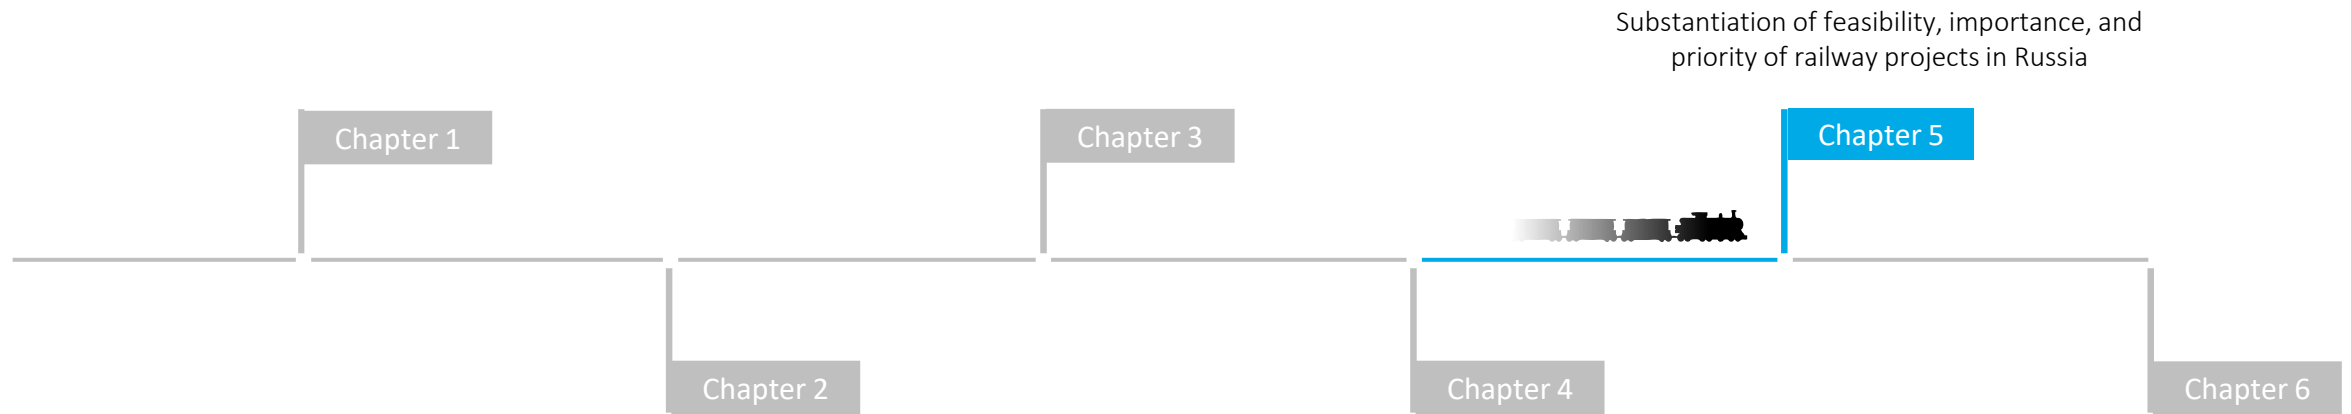 Substantiation of feasibility, importance, and
priority of railway projects in Russia
Chapter 1
Chapter 3
Chapter 5
Chapter 2
Chapter 4
Chapter 6